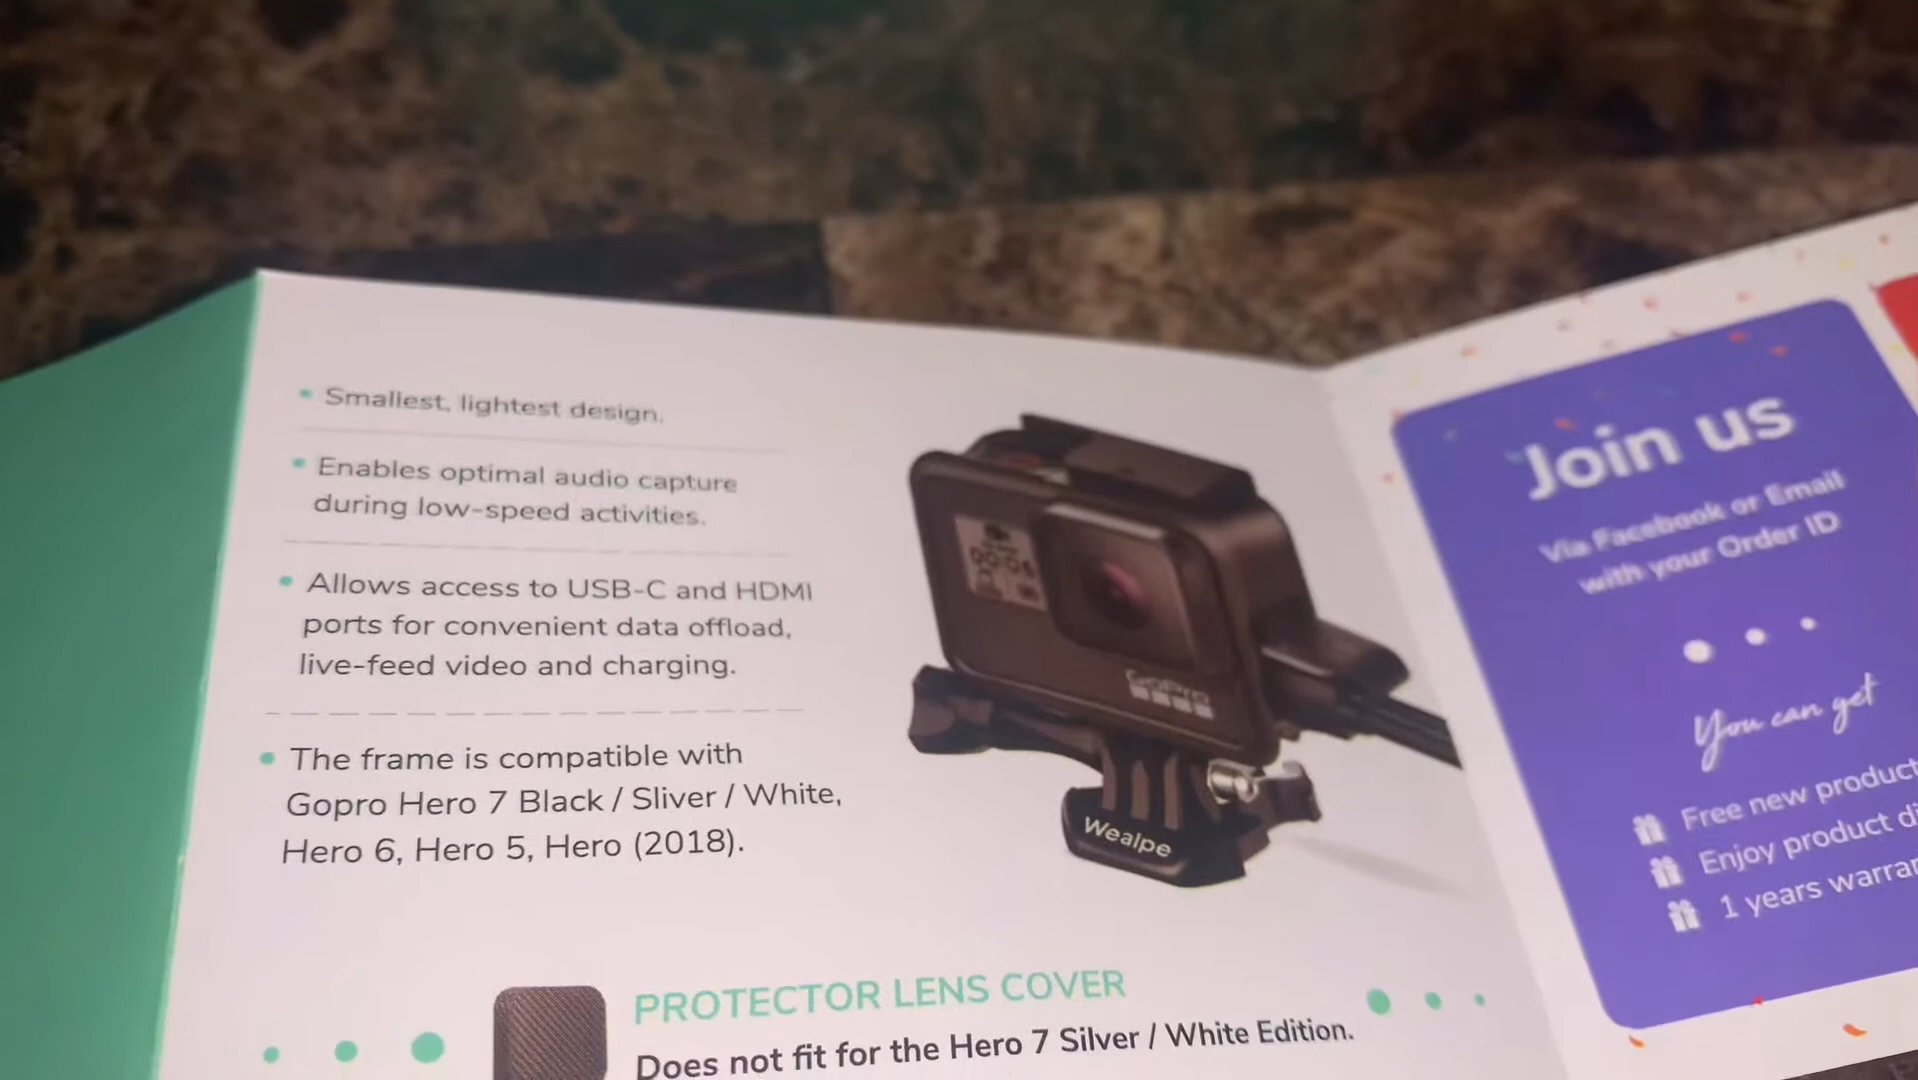 Smallest, lightest design.
Enables optimal audio capture
during low-speed activities.
Allows access to USB-C and HDMI
ports for convenient data offload,
live-feed video and charging.
The frame is compatible with
Gopro Hero 7 Black / Sliver / White,
Hero 6, Hero 5, Hero (2018).
00:06
GoPro
Wealpe
PROTECTOR LENS COVER
Does not fit for the Hero 7 Silver / White Edition.
Join us
Via Facebook or Email
with your Order ID
You can get
Free new product
Enjoy product
1 years